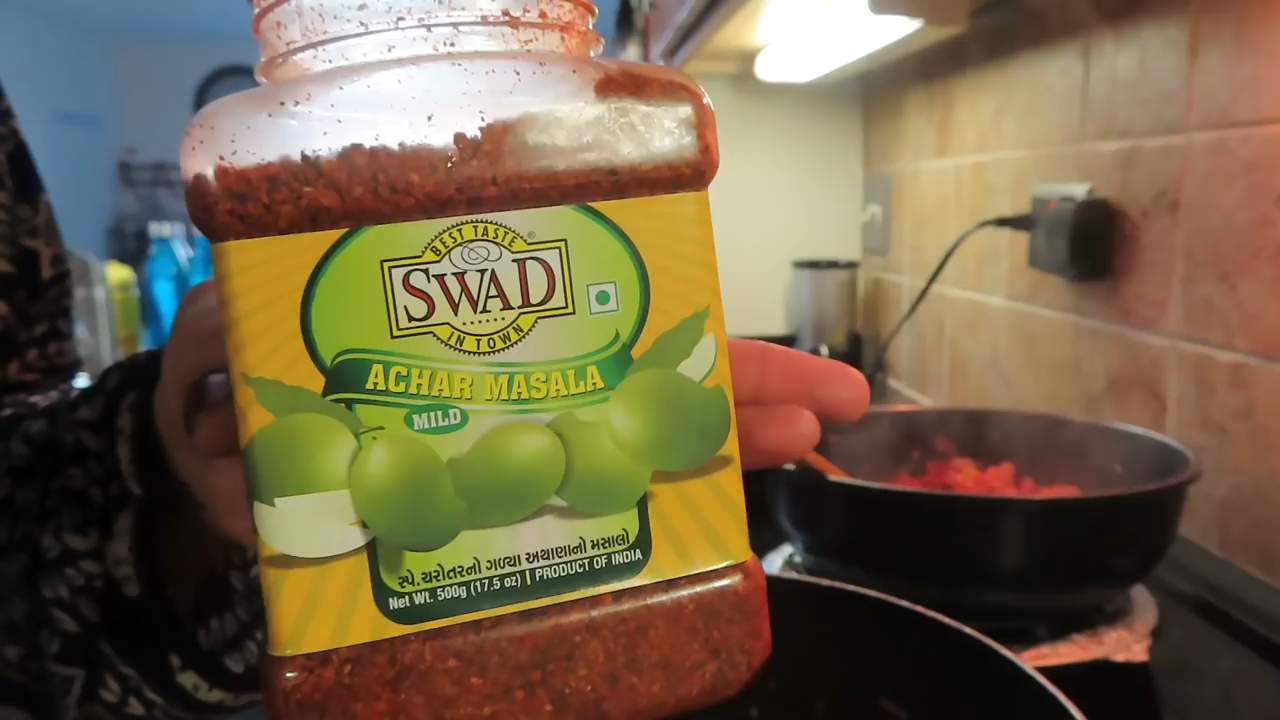 BEST TASTE
SWAD
IN TOWN
ACHAR MASALA
MILD
સ્પે.ચરોતરનો ગળ્યા અથાણાનો મસાલો
Net Wt. 500g (17.5 oz) | PRODUCT OF INDIA